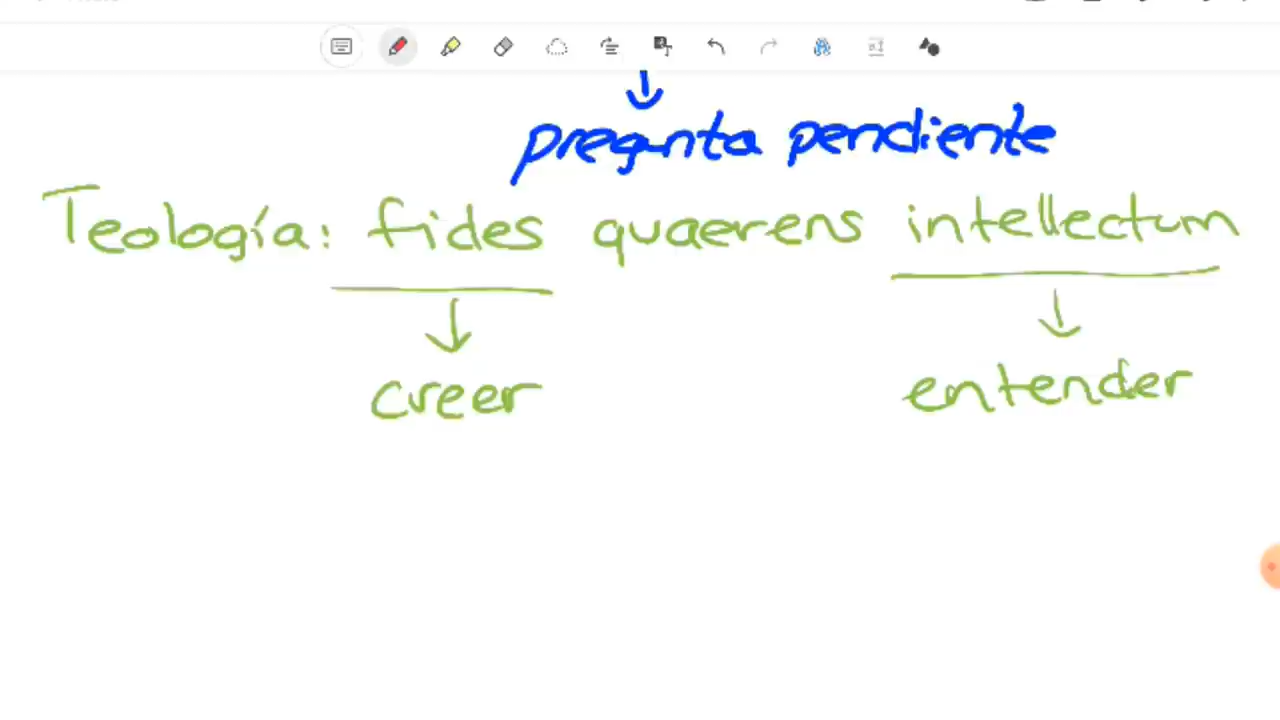 pregunta pendiente
Teología: fides quaerens intellectum
creer entender